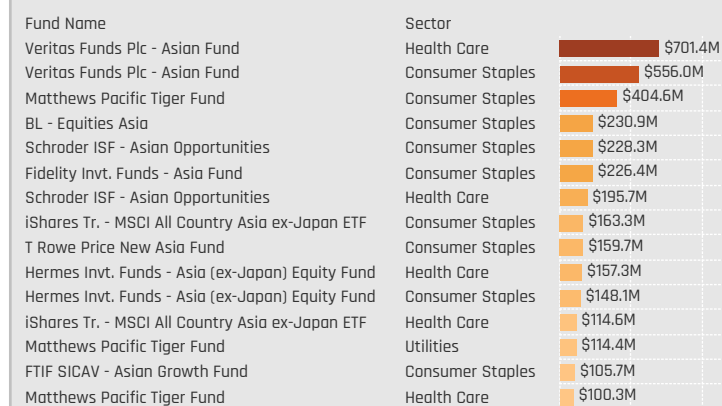 Fund Name Sector
Veritas Funds Plc - Asian Fund Health Care $701.4M
Veritas Funds Plc - Asian Fund Consumer Staples $556.0M
Matthews Pacific Tiger Fund Consumer Staples $404.6M
BL - Equities Asia Consumer Staples $230.9M
Schroder ISF - Asian Opportunities Consumer Staples $228.3M
Fidelity Invt. Funds - Asia Fund Consumer Staples $226.4M
Schroder ISF - Asian Opportunities Health Care $195.7M
iShares Tr. - MSCI All Country Asia ex-Japan ETF Consumer Staples $163.3M
T Rowe Price New Asia Fund Consumer Staples $159.7M
Hermes Invt. Funds - Asia (ex-Japan) Equity Fund Health Care $157.3M
Hermes Invt. Funds - Asia (ex-Japan) Equity Fund Consumer Staples $148.1M
iShares Tr. - MSCI All Country Asia ex-Japan ETF Health Care $114.6M
Matthews Pacific Tiger Fund Utilities $114.4M
FTIF SICAV - Asian Growth Fund Consumer Staples $105.7M
Matthews Pacific Tiger Fund Health Care $100.3M